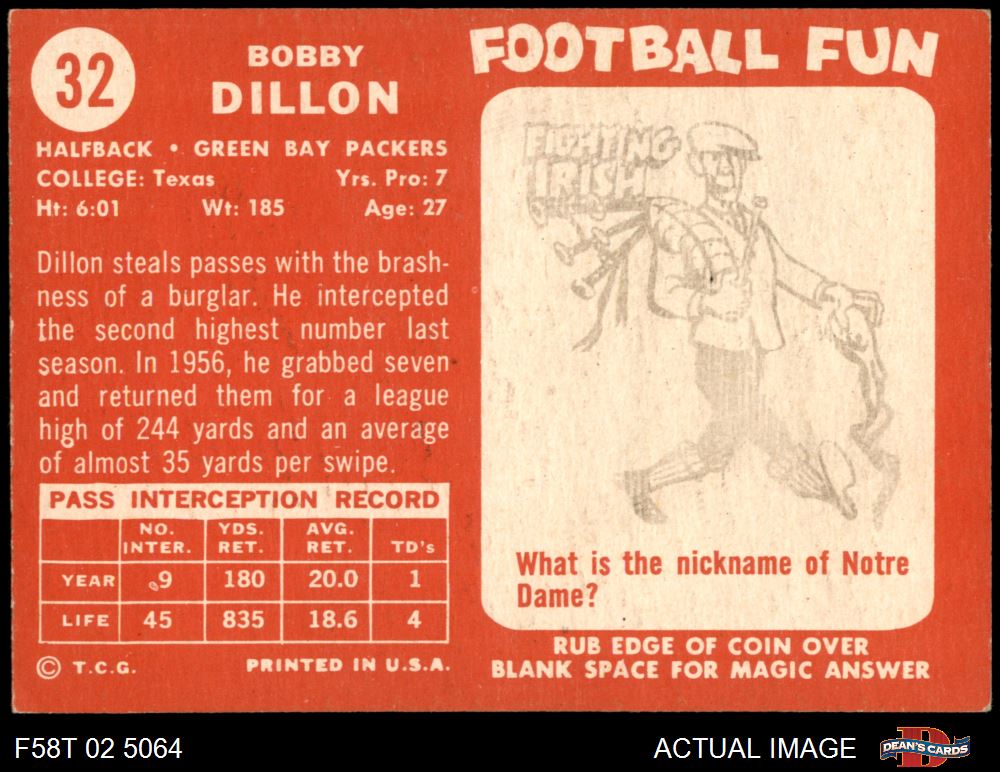 32
BOBBY
DILLON
HALFBACK • GREEN BAY PACKERS
COLLEGE: Texas Yrs. Pro: 7
Ht: 6:01 Wt: 185 Age: 27
Dillon steals passes with the brash-
ness of a burglar. He intercepted
the second highest number last
season. In 1956, he grabbed seven
and returned them for a league
high of 244 yards and an average
of almost 35 yards per swipe.
PASS INTERCEPTION RECORD
NO. INTER. YDS. RET. AVG. RET. TD's
YEAR 9 180 20.0 1
LIFE 45 835 18.6 4
© T.C.G. PRINTED IN U.S.A.
FOOTBALL FUN
FIGHTING
IRISH
What is the nickname of Notre
Dame?
RUB EDGE OF COIN OVER
BLANK SPACE FOR MAGIC ANSWER
F58T 02 5064 ACTUAL IMAGE D DEAN'S CARDS